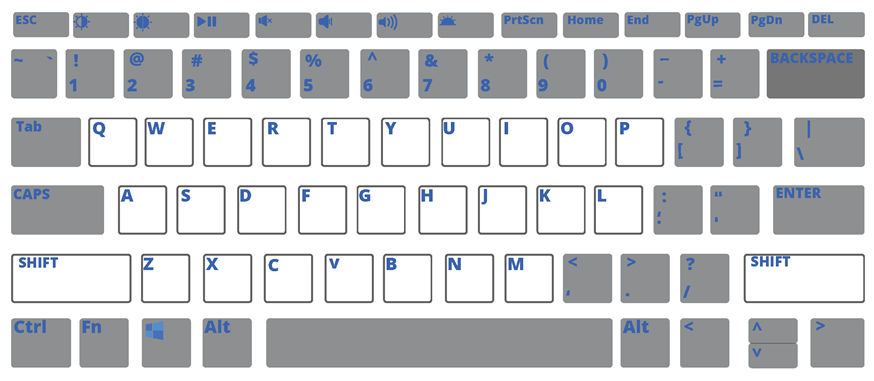 ESC PrtScn Home End PgUp PgDn DEL
~ ` ! @ # $ % ^ & * ( ) — + BACKSPACE
1 2 3 4 5 6 7 8 9 0 - =
Tab Q W E R T Y U I O P { } |
[ ] \
CAPS A S D F G H J K L : " ENTER
; '
SHIFT Z X C V B N M < > ? SHIFT
, . /
Ctrl Fn Alt Alt < ^ >
v